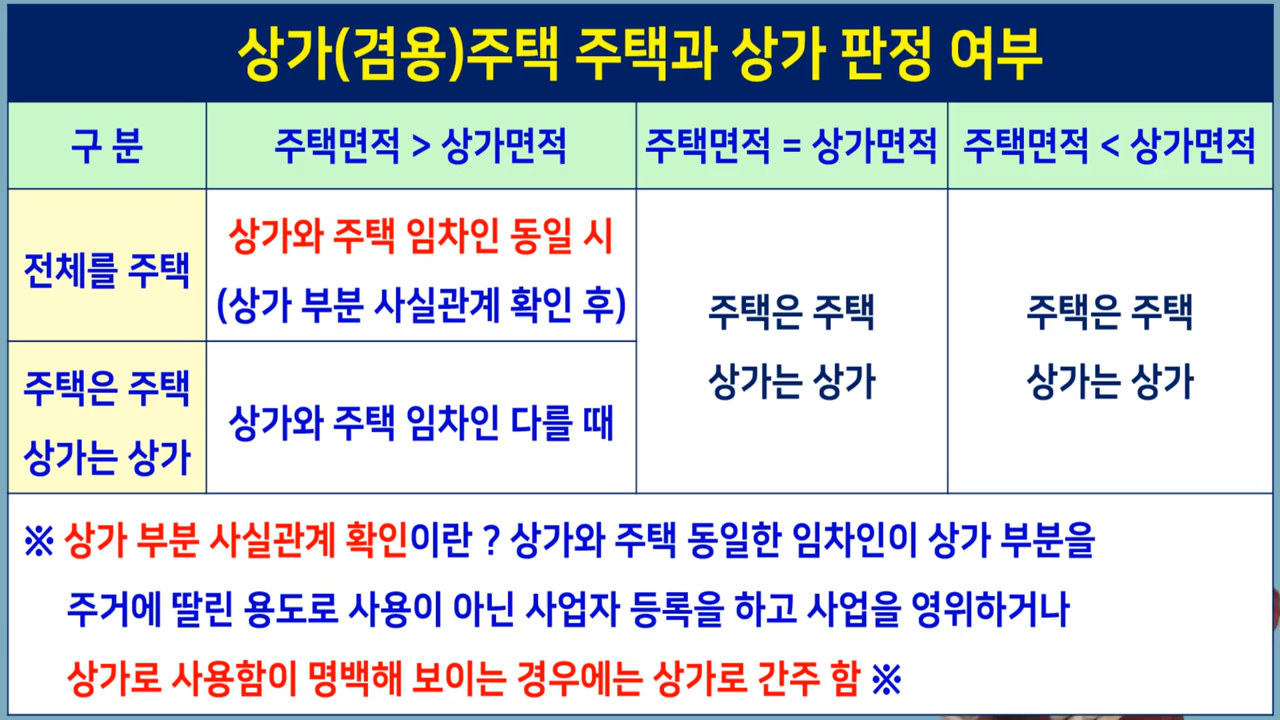 상가(겸용)주택 주택과 상가 판정 여부
구 분
주택면적 > 상가면적
주택면적 = 상가면적
주택면적 < 상가면적
전체를 주택
상가와 주택 임차인 동일 시
(상가 부분 사실관계 확인 후)
주택은 주택
상가는 상가
주택은 주택
상가는 상가
주택은 주택
상가는 상가
상가와 주택 임차인 다를 때
※ 상가 부분 사실관계 확인이란 ? 상가와 주택 동일한 임차인이 상가 부분을
주거에 딸린 용도로 사용이 아닌 사업자 등록을 하고 사업을 영위하거나
상가로 사용함이 명백해 보이는 경우에는 상가로 간주 함 ※